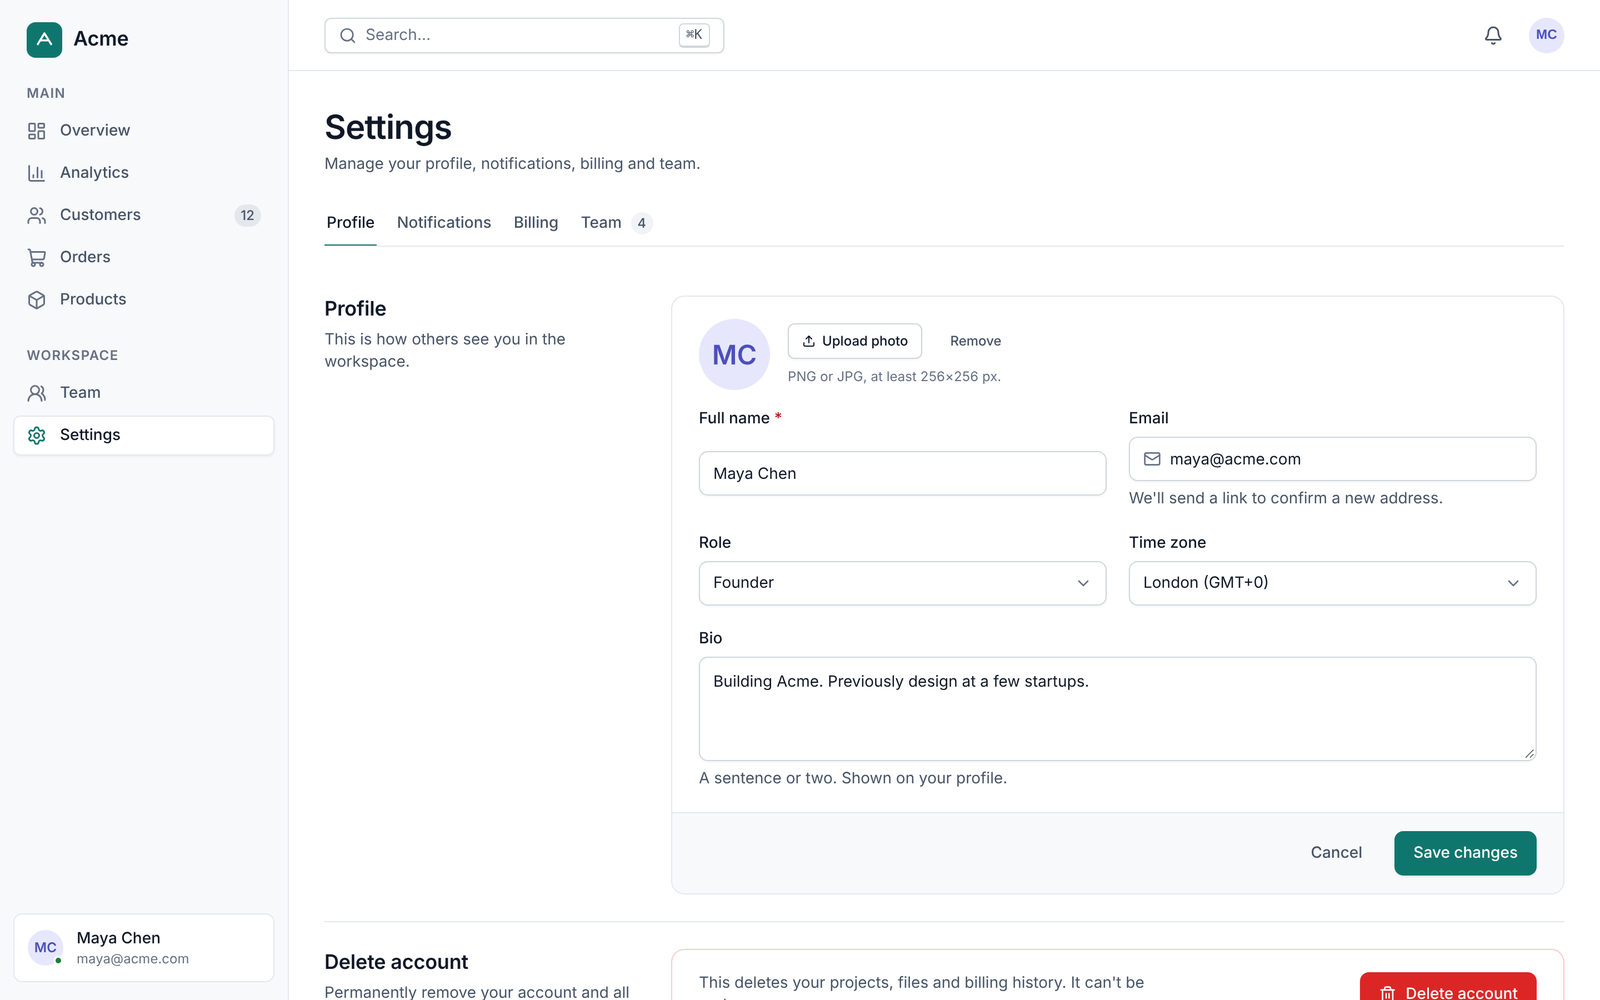 Acme
MAIN
Overview
Analytics
Customers 12
Orders
Products
WORKSPACE
Team
Settings
MC
Maya Chen
maya@acme.com
Search...
⌘K
MC
Settings
Manage your profile, notifications, billing and team.
Profile Notifications Billing Team 4
Profile
This is how others see you in the
workspace.
MC
Upload photo Remove
PNG or JPG, at least 256×256 px.
Full name *
Maya Chen
Email
maya@acme.com
We'll send a link to confirm a new address.
Role
Founder
Time zone
London (GMT+0)
Bio
Building Acme. Previously design at a few startups.
A sentence or two. Shown on your profile.
Cancel Save changes
Delete account
Permanently remove your account and all
This deletes your projects, files and billing history. It can't be
Delete account